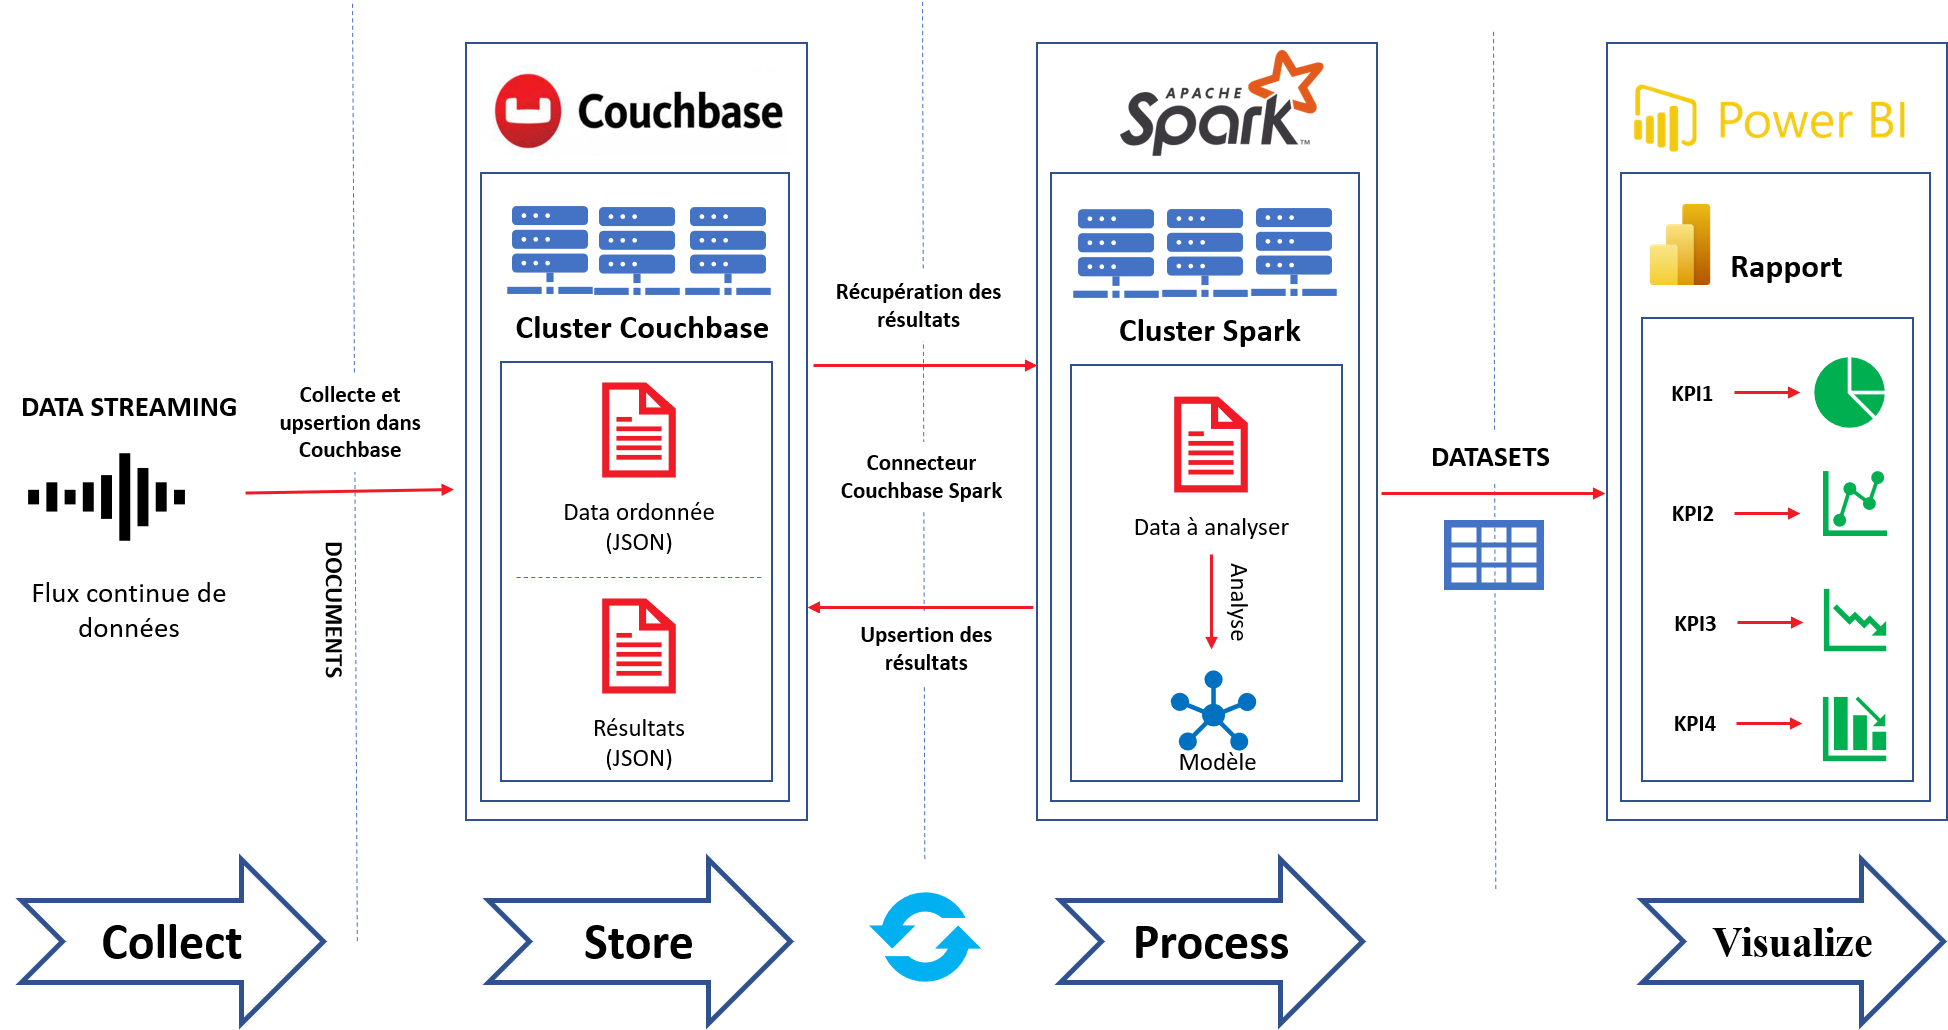 DATA STREAMING
Flux continue de
données
Collecte et
upsertion dans
Couchbase
DOCUMENTS
Couchbase
Cluster Couchbase
Data ordonnée
(JSON)
Résultats
(JSON)
Récupération des
résultats
Connecteur
Couchbase Spark
Upsertion des
résultats
APACHE
Spark™
Cluster Spark
Data à analyser
Analyse
Modèle
DATASETS
Power BI
Rapport
KPI1
KPI2
KPI3
KPI4
Collect
Store
Process
Visualize